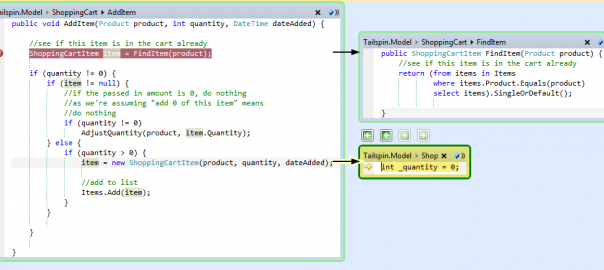 Tailspin.Model ▸ ShoppingCart ▸ AddItem
public void AddItem(Product product, int quantity, DateTime dateAdded) {
//see if this item is in the cart already
ShoppingCartItem item = FindItem(product);
if (quantity != 0) {
if (item != null) {
//if the passed in amount is 0, do nothing
//as we're assuming "add 0 of this item" means
//do nothing
if (quantity != 0)
AdjustQuantity(product, item.Quantity);
} else {
if (quantity > 0) {
item = new ShoppingCartItem(product, quantity, dateAdded);
//add to list
Items.Add(item);
}
}
}
}
Tailspin.Model ▸ ShoppingCart ▸ FindItem
public ShoppingCartItem FindItem(Product product) {
//see if this item is in the cart already
return (from items in Items
where items.Product.Equals(product)
select items).SingleOrDefault();
}
Tailspin.Model ▸ Shop
int _quantity = 0;